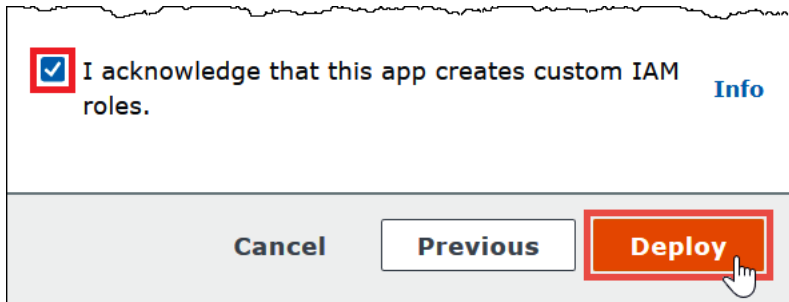 I acknowledge that this app creates custom IAM
roles.
Info
Cancel
Previous
Deploy